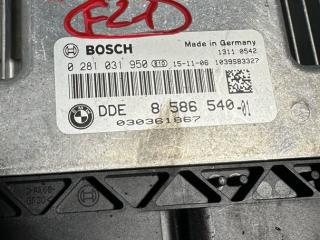 F21
BOSCH
Made in Germany
1311 0542
0 281 031 950 15-11-06 1039S83327
DDE 8 586 540-01
030361867